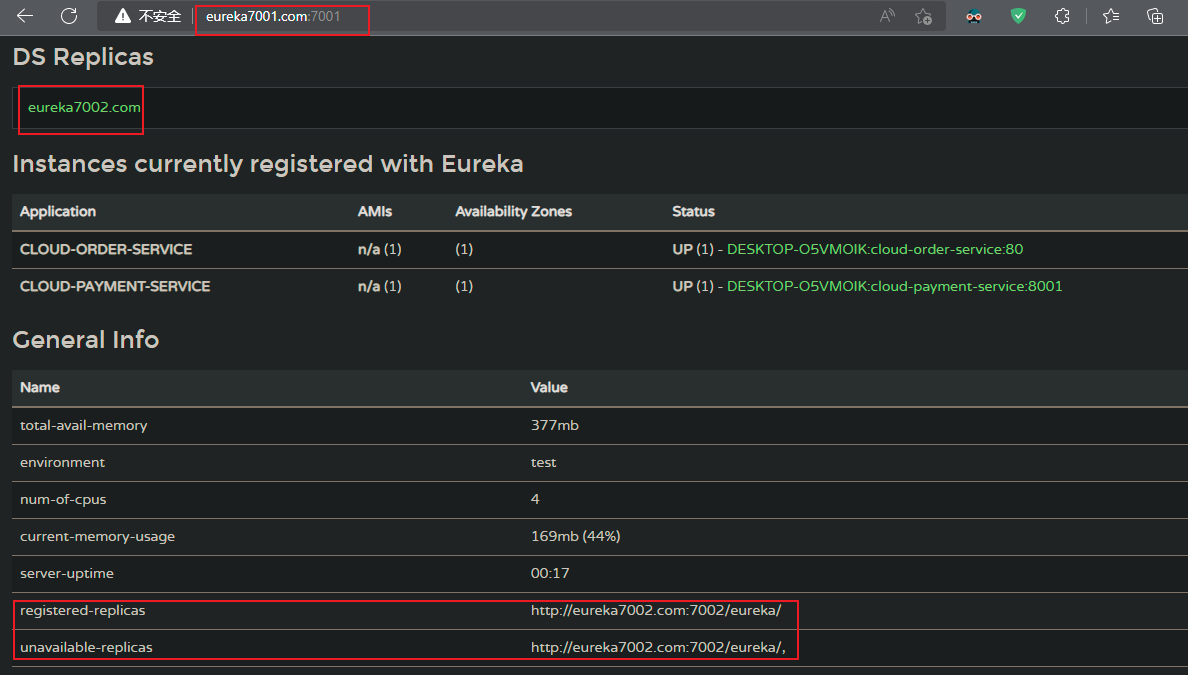 不安全 eureka7001.com:7001
DS Replicas
eureka7002.com
Instances currently registered with Eureka
Application AMIs Availability Zones Status
CLOUD-ORDER-SERVICE n/a (1) (1) UP (1) - DESKTOP-O5VMOIK:cloud-order-service:80
CLOUD-PAYMENT-SERVICE n/a (1) (1) UP (1) - DESKTOP-O5VMOIK:cloud-payment-service:8001
General Info
Name Value
total-avail-memory 377mb
environment test
num-of-cpus 4
current-memory-usage 169mb (44%)
server-uptime 00:17
registered-replicas http://eureka7002.com:7002/eureka/
unavailable-replicas http://eureka7002.com:7002/eureka/,